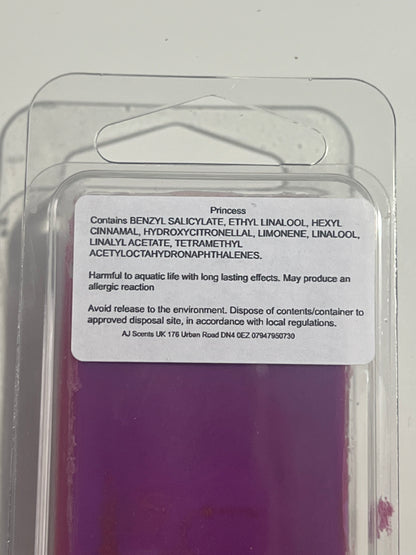 Princess
Contains BENZYL SALICYLATE, ETHYL LINALOOL, HEXYL
CINNAMAL, HYDROXYCITRONELLAL, LIMONENE, LINALOOL,
LINALYL ACETATE, TETRAMETHYL
ACETYLOCTAHYDRONAPHTHALENES.
Harmful to aquatic life with long lasting effects. May produce an
allergic reaction
Avoid release to the environment. Dispose of contents/container to
approved disposal site, in accordance with local regulations.
AJ Scents UK 176 Urban Road DN4 0EZ 07947950730